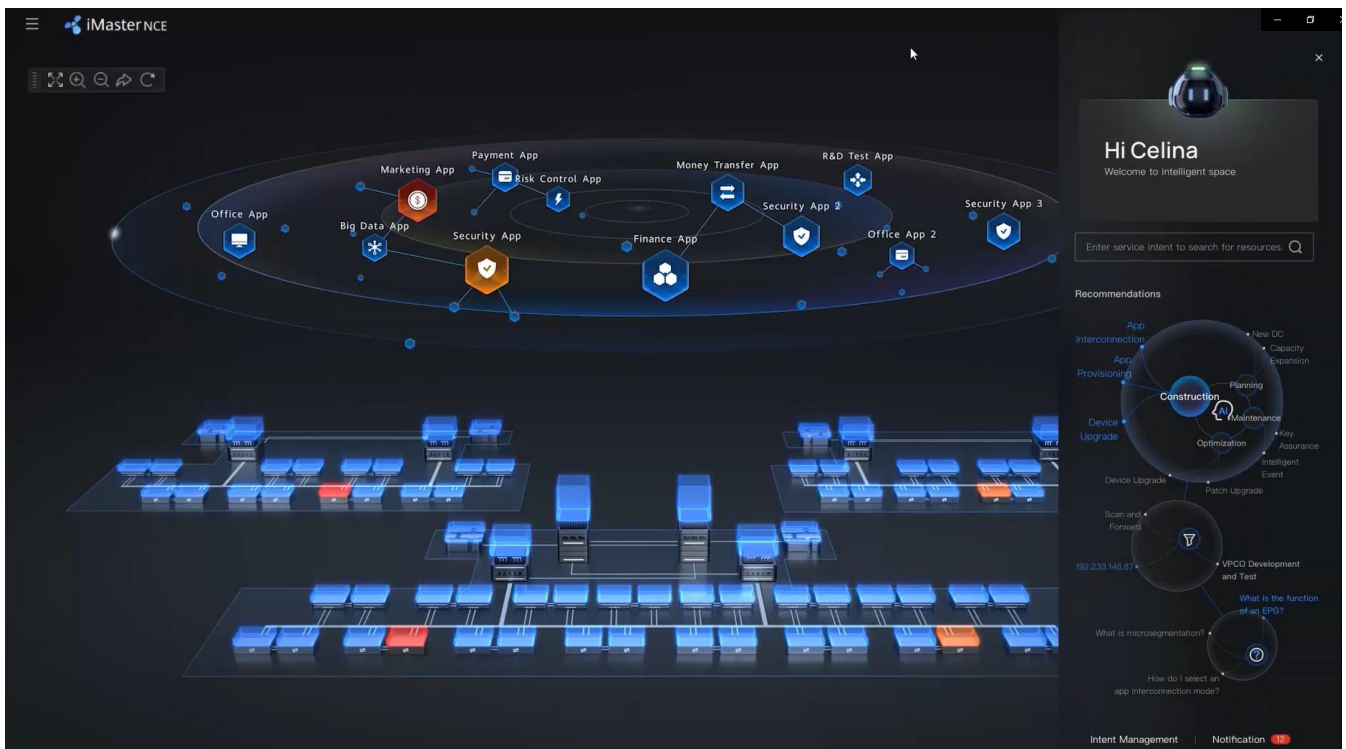 iMaster NCE
Payment App
Marketing App
Risk Control App
Money Transfer App
R&D Test App
Office App
Big Data App
Security App
Finance App
Security App 2
Office App 2
Security App 3
Hi Celina
Welcome to intelligent space
Enter service intent to search for resources.
Recommendations
App
Interconnection
App
Provisioning
Device
Upgrade
New DC
Capacity
Expansion
Planning
Construction
AI
Maintenance
Optimization
Key
Assurance
Intelligent
Event
Device Upgrade
Patch Upgrade
Scan and
Forward
192.233.146.67
VPCO Development
and Test
What is the function
of an EPG?
What is microsegmentation?
How do I select an
app interconnection mode?
Intent Management
Notification 12